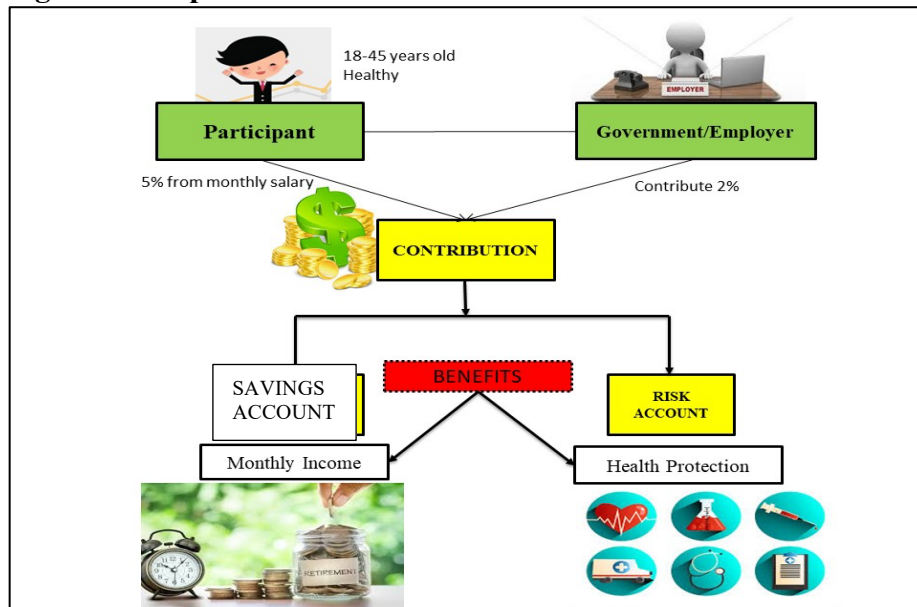 18-45 years old
Healthy
EMPLOYER
Participant
Government/Employer
5% from monthly salary
Contribute 2%
CONTRIBUTION
SAVINGS
ACCOUNT
BENEFITS
RISK
ACCOUNT
Monthly Income
Health Protection
RETIREMENT